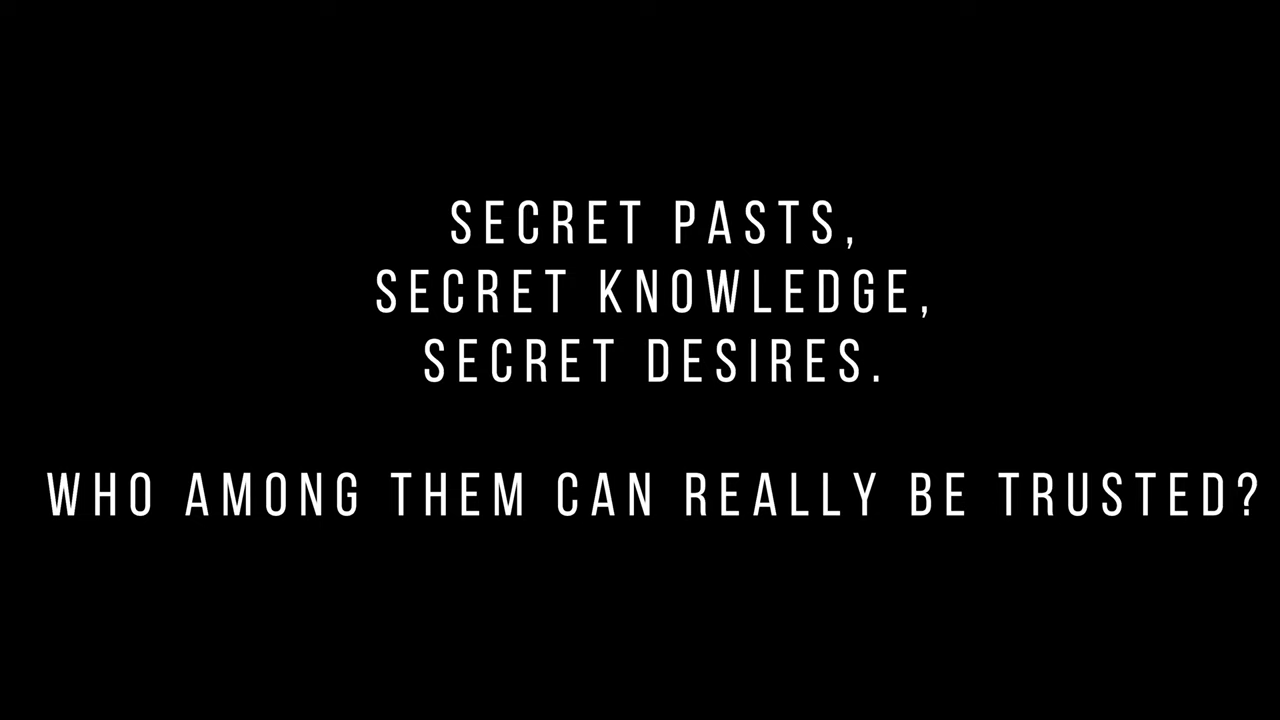 SECRET PASTS,
SECRET KNOWLEDGE,
SECRET DESIRES.
WHO AMONG THEM CAN REALLY BE TRUSTED?